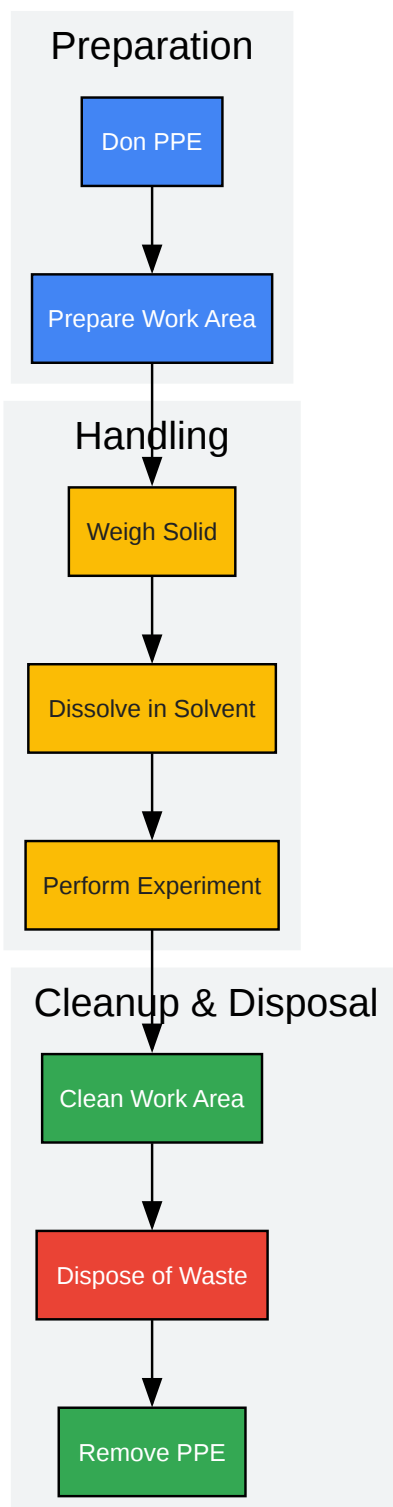 Preparation
Don PPE
Prepare Work Area
Handling
Weigh Solid
Dissolve in Solvent
Perform Experiment
Cleanup & Disposal
Clean Work Area
Dispose of Waste
Remove PPE